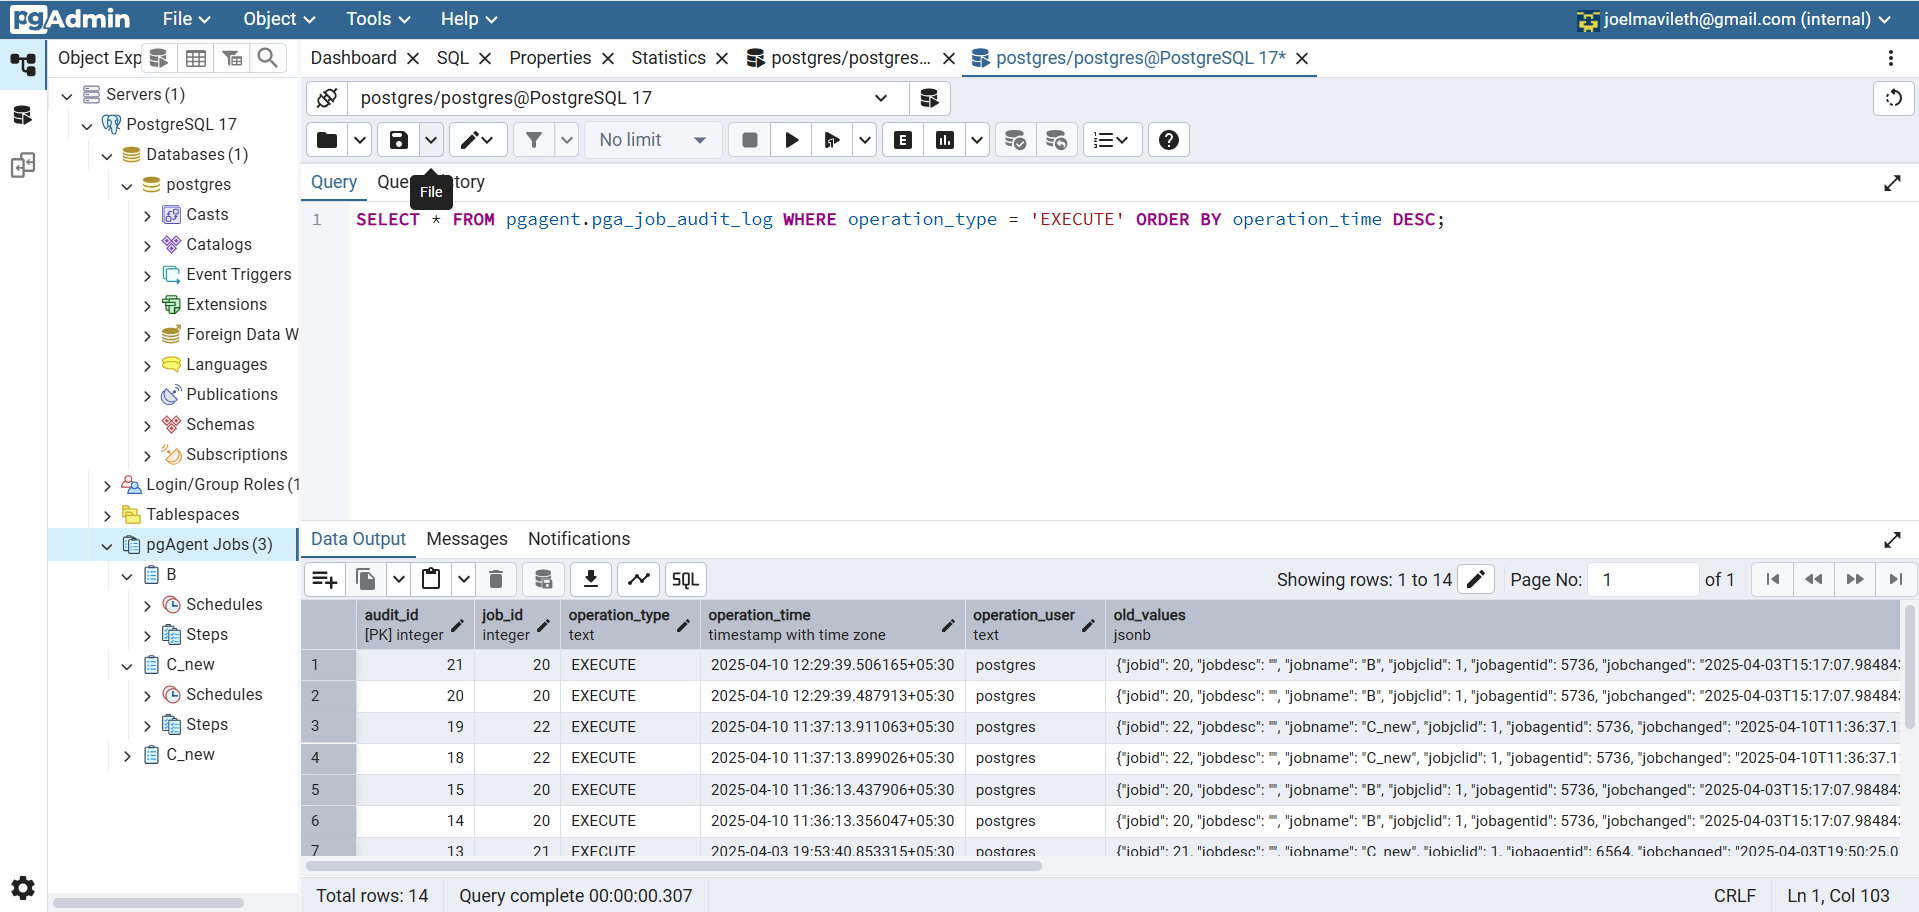 pgAdmin File Object Tools Help joelmavileth@gmail.com (internal)
Object Exp
Dashboard SQL Properties Statistics postgres/postgres... postgres/postgres@PostgreSQL 17*
Servers (1)
PostgreSQL 17
Databases (1)
postgres
Casts
Catalogs
Event Triggers
Extensions
Foreign Data W
Languages
Publications
Schemas
Subscriptions
Login/Group Roles (1
Tablespaces
pgAgent Jobs (3)
B
Schedules
Steps
C_new
Schedules
Steps
C_new
postgres/postgres@PostgreSQL 17
No limit
E
Query Que tory
File
1 SELECT * FROM pgagent.pga_job_audit_log WHERE operation_type = 'EXECUTE' ORDER BY operation_time DESC;
Data Output Messages Notifications
SQL Showing rows: 1 to 14 Page No: 1 of 1
audit_id job_id operation_type operation_time operation_user old_values
[PK] integer integer text timestamp with time zone text jsonb
1 21 20 EXECUTE 2025-04-10 12:29:39.506165+05:30 postgres {"jobid": 20, "jobdesc": "", "jobname": "B", "jobjclid": 1, "jobagentid": 5736, "jobchanged": "2025-04-03T15:17:07.984843
2 20 20 EXECUTE 2025-04-10 12:29:39.487913+05:30 postgres {"jobid": 20, "jobdesc": "", "jobname": "B", "jobjclid": 1, "jobagentid": 5736, "jobchanged": "2025-04-03T15:17:07.984843
3 19 22 EXECUTE 2025-04-10 11:37:13.911063+05:30 postgres {"jobid": 22, "jobdesc": "", "jobname": "C_new", "jobjclid": 1, "jobagentid": 5736, "jobchanged": "2025-04-10T11:36:37.1
4 18 22 EXECUTE 2025-04-10 11:37:13.899026+05:30 postgres {"jobid": 22, "jobdesc": "", "jobname": "C_new", "jobjclid": 1, "jobagentid": 5736, "jobchanged": "2025-04-10T11:36:37.1
5 15 20 EXECUTE 2025-04-10 11:36:13.437906+05:30 postgres {"jobid": 20, "jobdesc": "", "jobname": "B", "jobjclid": 1, "jobagentid": 5736, "jobchanged": "2025-04-03T15:17:07.984843
6 14 20 EXECUTE 2025-04-10 11:36:13.356047+05:30 postgres {"jobid": 20, "jobdesc": "", "jobname": "B", "jobjclid": 1, "jobagentid": 5736, "jobchanged": "2025-04-03T15:17:07.984843
7 13 21 EXECUTE 2025-04-03 19:53:40.853315+05:30 postgres {"jobid": 21, "jobdesc": "", "jobname": "C_new", "jobjclid": 1, "jobagentid": 6564, "jobchanged": "2025-04-03T19:50:25.0
Total rows: 14 Query complete 00:00:00.307 CRLF Ln 1, Col 103